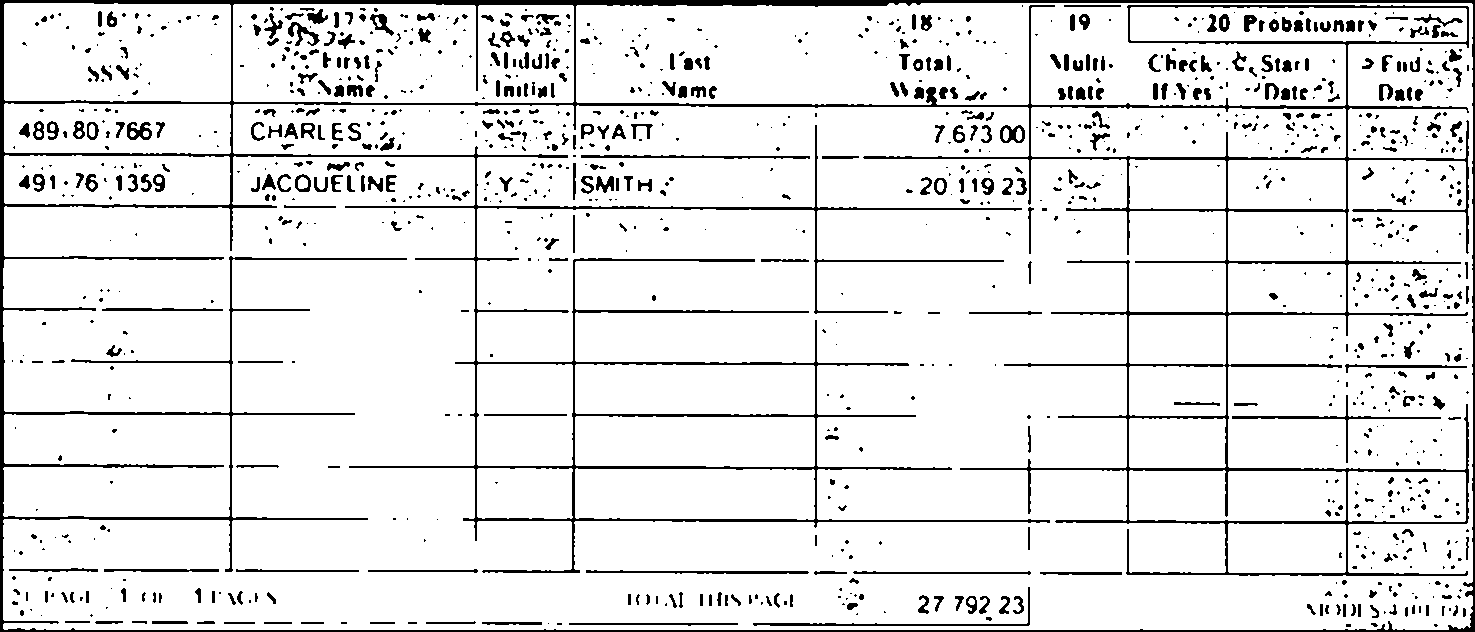 16 17 18 19 20 Probationary
SSN First Name Middle Initial Last Name Total Wages Multi-state Check If Yes Start Date End Date
489 80 7667 CHARLES PYATT 7 673 00
491 76 1359 JACQUELINE Y SMITH 20 119 23
21 PAGE 1 OF 1 PAGES TOTAL THIS PAGE 27 792 23